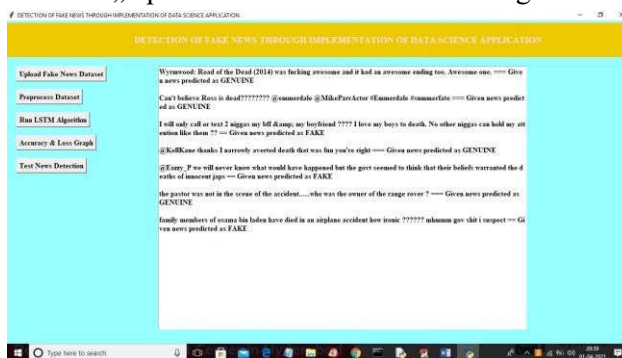 DETECTION OF FAKE NEWS THROUGH IMPLEMENTATION OF DATA SCIENCE APPLICATION
DETECTION OF FAKE NEWS THROUGH IMPLEMENTATION OF DATA SCIENCE APPLICATION
Upload Fake News Dataset
Preprocess Dataset
Run LSTM Algorithm
Accuracy & Loss Graph
Test News Detection
Wyrmwood: Road of the Dead (2014) was fucking awesome and it had an awesome ending too. Awesome one. === Give
n news predicted as GENUINE
Can't believe Ross is dead???????? @emmerdale @MikeParrActor #Emmerdale #summerfate === Given news predict
ed as GENUINE
I will only call or text 2 niggas my bff &amp; my boyfriend ???? I love my boys to death. No other niggas can hold my att
ention like them ?? == Given news predicted as FAKE
@KellKane thanks I narrowly averted death that was fun you're right === Given news predicted as GENUINE
P we will never know what would have happened but the govt seemed to think that their beliefs warranted the d
eaths of innocent japs == Given news predicted as FAKE
the pastor was not in the scene of the accident......who was the owner of the range rover ? === Given news predicted as
GENUINE
family members of osama bin laden have died in an airplane accident how ironic ?????? mhmmm gov shit i suspect == Gi
ven news predicted as FAKE
Type here to search
20:38
01-04-2021